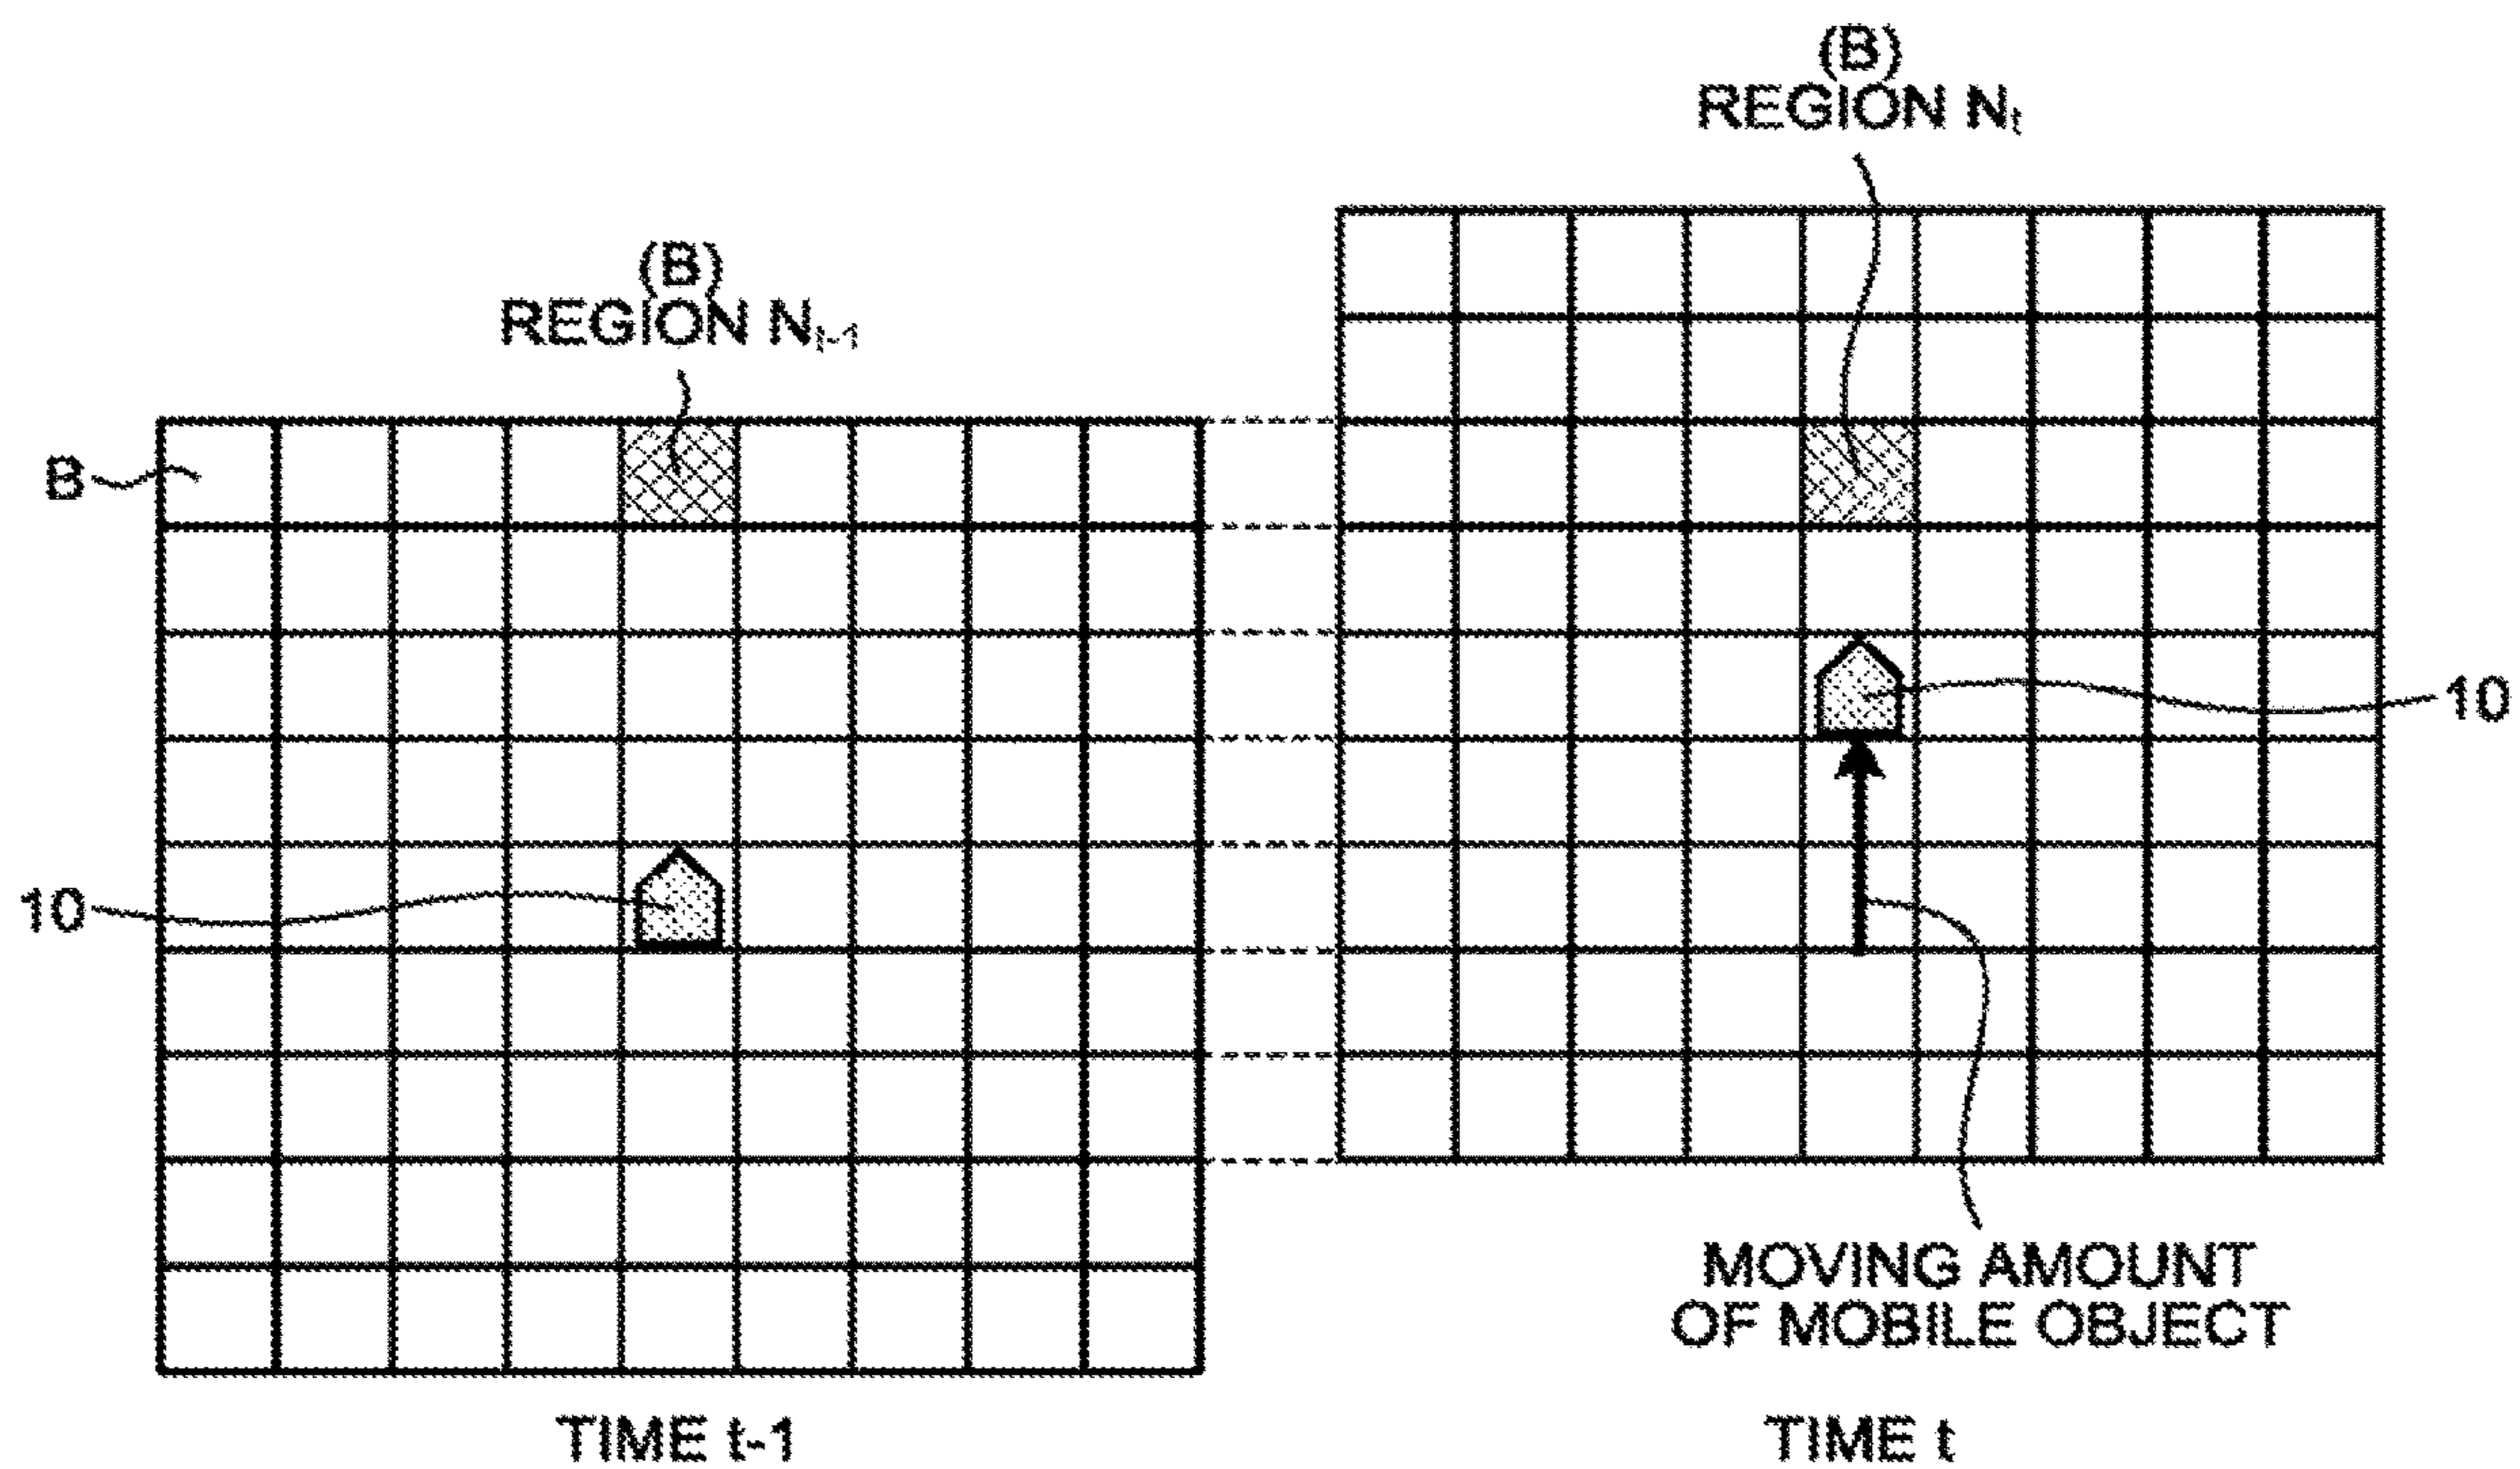 (B)
REGION Nt
(B)
REGION Nt-1
B
10
10
MOVING AMOUNT
OF MOBILE OBJECT
TIME t-1
TIME t